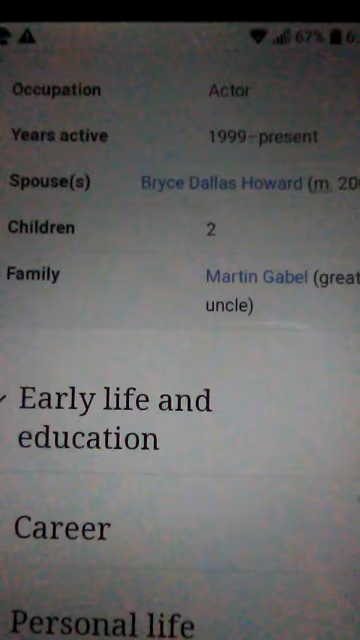 67%
Occupation Actor
Years active 1999–present
Spouse(s) Bryce Dallas Howard (m. 20
Children 2
Family Martin Gabel (great
uncle)
Early life and
education
Career
Personal life